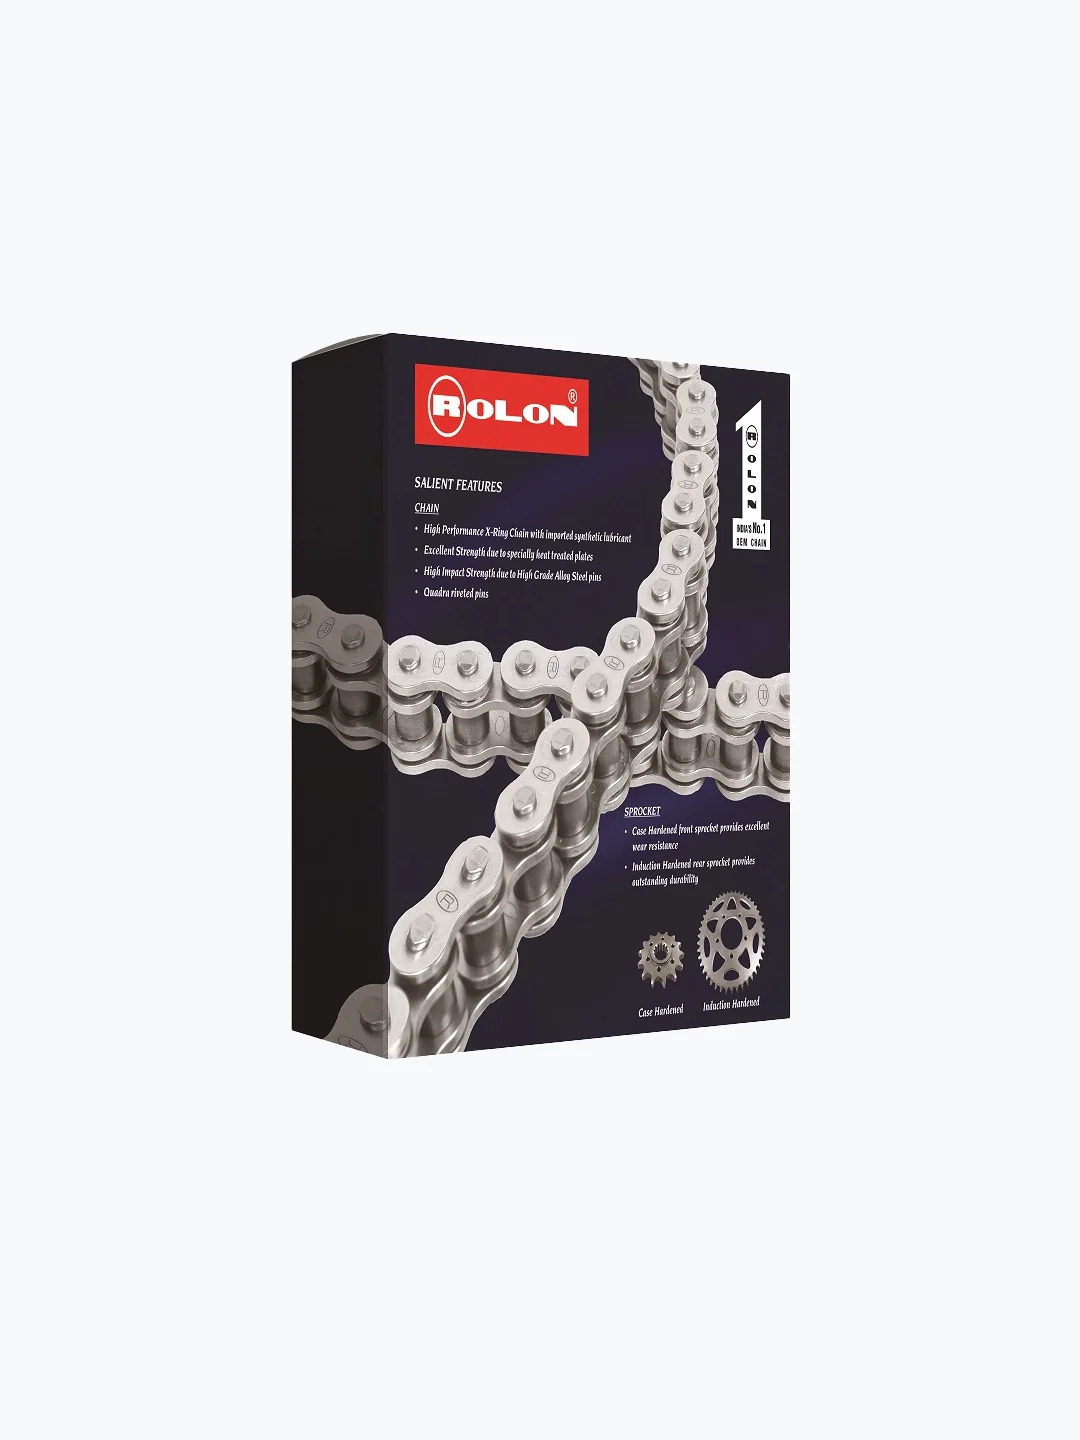 ROLON ®
1
ROLON
INDIA'S No.1
OEM CHAIN
SALIENT FEATURES
CHAIN
• High Performance X-Ring Chain with imported synthetic lubricant
• Excellent Strength due to specially heat treated plates
• High Impact Strength due to High Grade Alloy Steel pins
• Quadra riveted pins
R
R
R
R
R
R
R
R
R
SPROCKET
• Case Hardened front sprocket provides excellent
wear resistance
• Induction Hardened rear sprocket provides
outstanding durability
Case Hardened
Induction Hardened